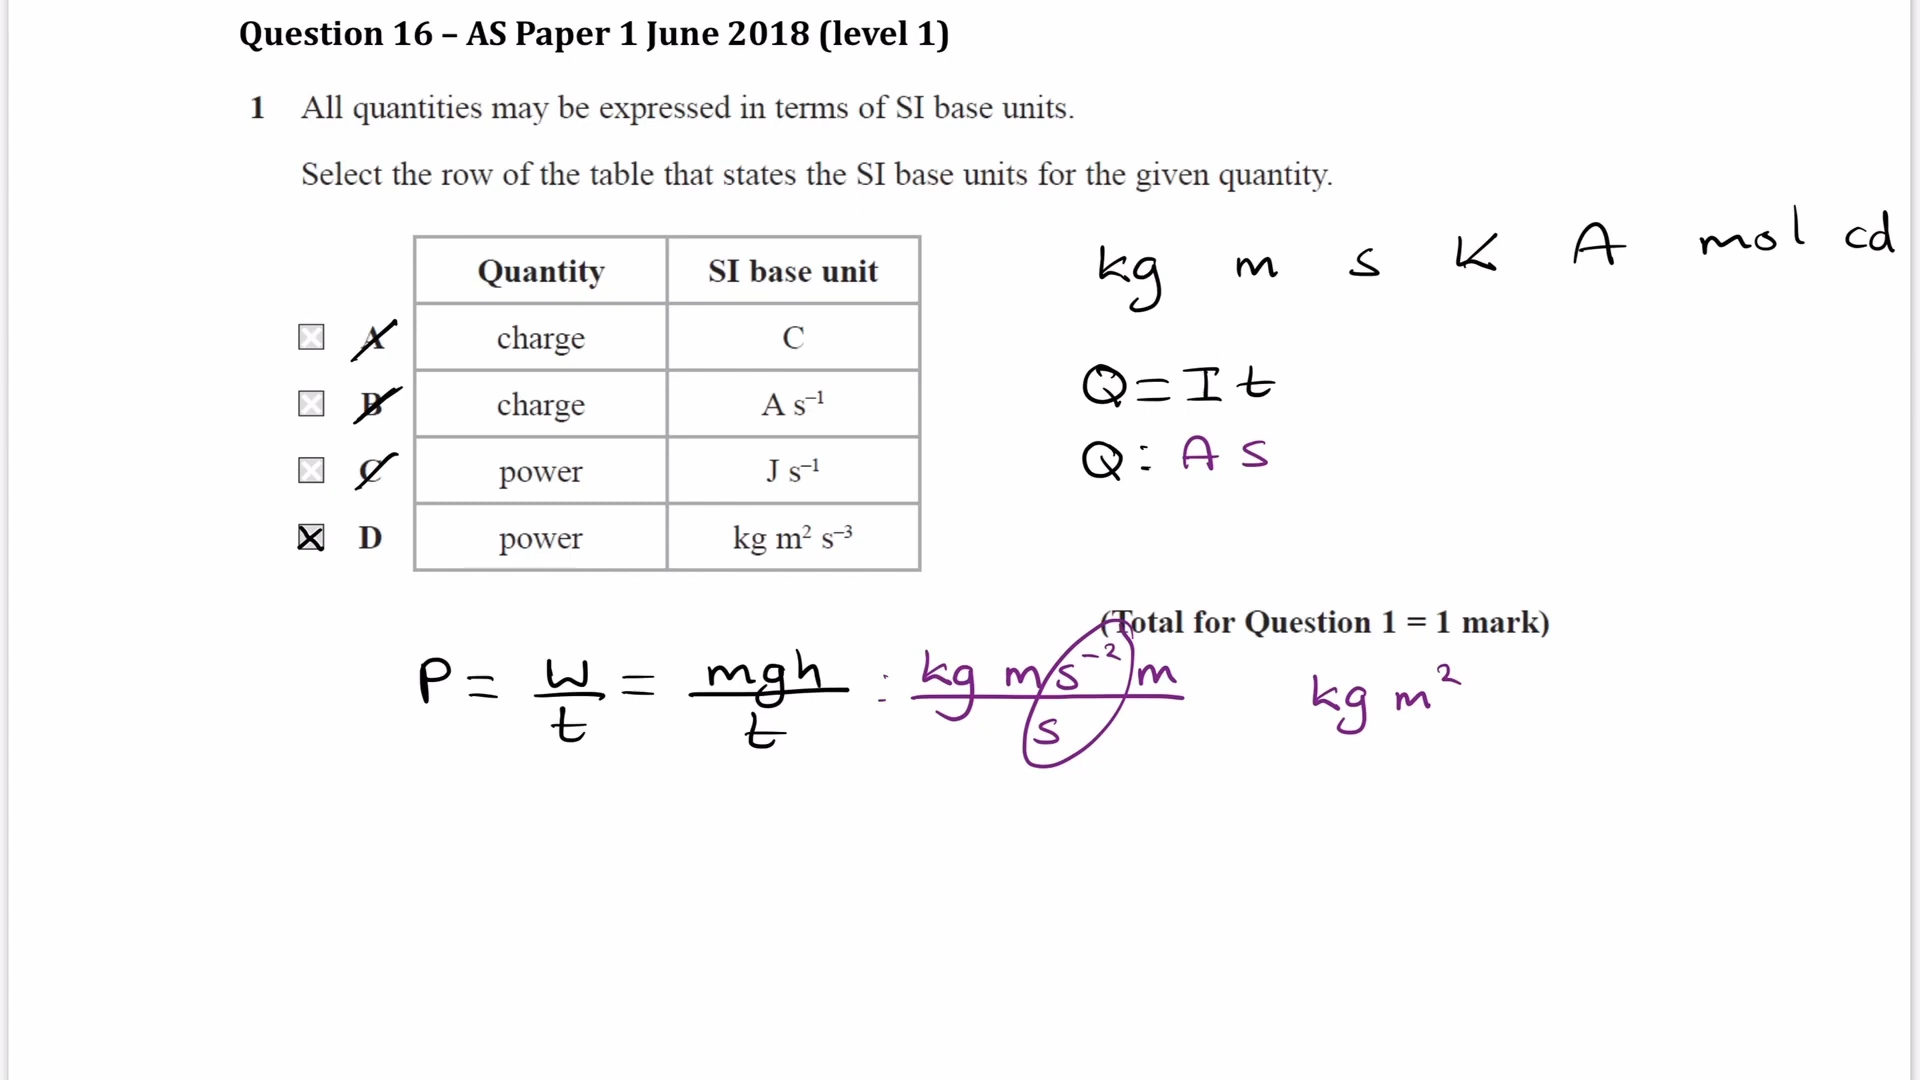 Question 16 – AS Paper 1 June 2018 (level 1)
1 All quantities may be expressed in terms of SI base units.
Select the row of the table that states the SI base units for the given quantity.
kg m s K A mol cd
Quantity SI base unit
A charge C
B charge A s⁻¹
C power J s⁻¹
D power kg m² s⁻³
Q = I t
Q : A s
(Total for Question 1 = 1 mark)
P = W/t = mgh/t : kg m s⁻² m/s kg m²